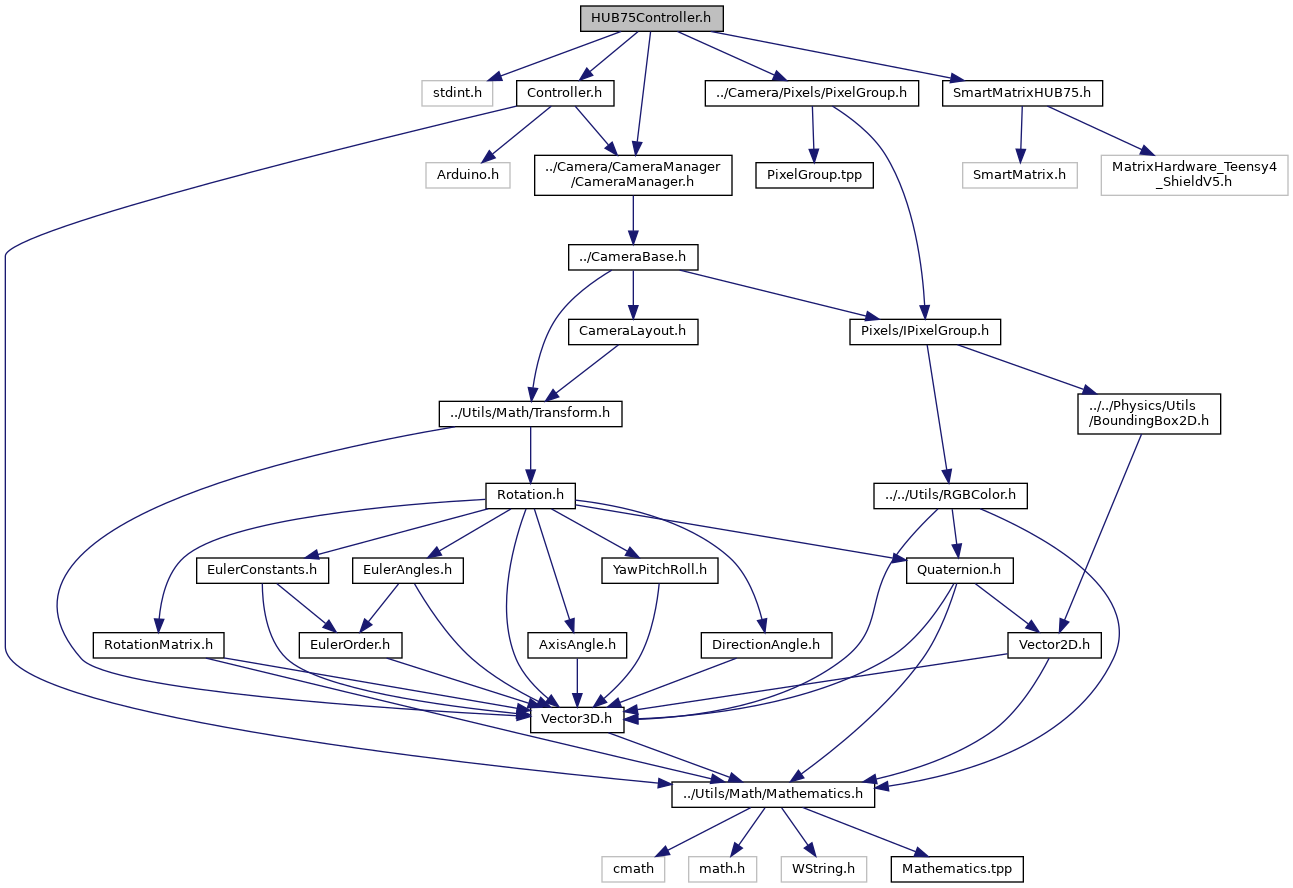 HUB75Controller.h
stdint.h
Controller.h
../Camera/Pixels/PixelGroup.h
SmartMatrixHUB75.h
Arduino.h
../Camera/CameraManager
/CameraManager.h
PixelGroup.tpp
SmartMatrix.h
MatrixHardware_Teensy4
_ShieldV5.h
../CameraBase.h
CameraLayout.h
Pixels/IPixelGroup.h
../Utils/Math/Transform.h
../../Physics/Utils
/BoundingBox2D.h
Rotation.h
../../Utils/RGBColor.h
EulerConstants.h
EulerAngles.h
YawPitchRoll.h
Quaternion.h
RotationMatrix.h
EulerOrder.h
AxisAngle.h
DirectionAngle.h
Vector2D.h
Vector3D.h
../Utils/Math/Mathematics.h
cmath
math.h
WString.h
Mathematics.tpp